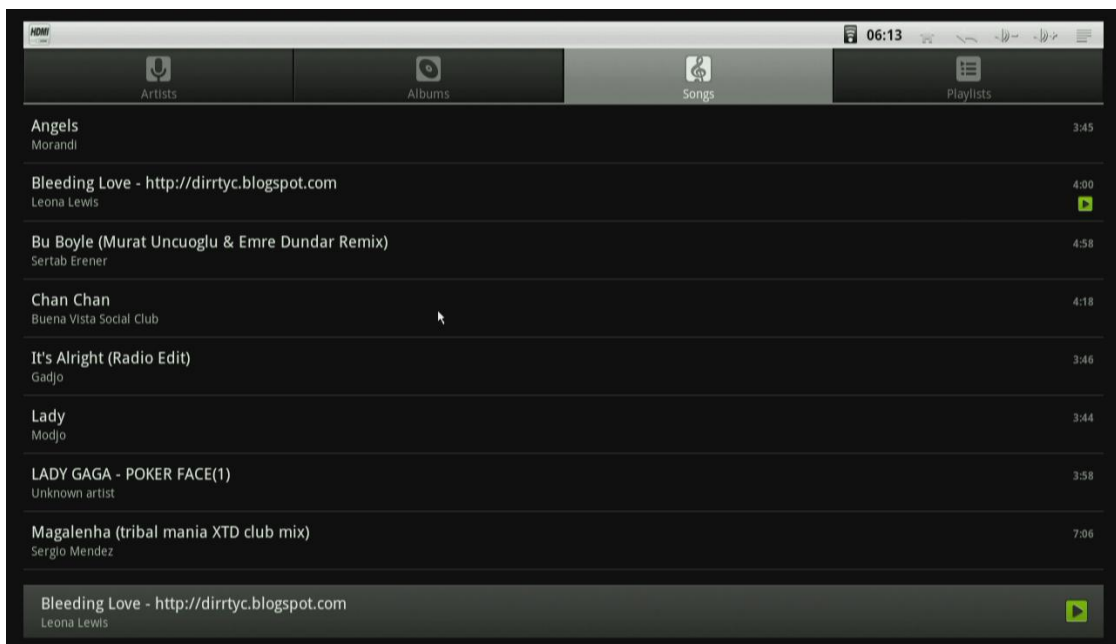 HDMI
06:13
Artists
Albums
Songs
Playlists
Angels
3:45
Morandi
Bleeding Love - http://dirrtyc.blogspot.com
4:00
Leona Lewis
Bu Boyle (Murat Uncuoglu & Emre Dundar Remix)
4:58
Sertab Erener
Chan Chan
4:18
Buena Vista Social Club
It's Alright (Radio Edit)
3:46
Gadjo
Lady
3:44
Modjo
LADY GAGA - POKER FACE(1)
3:58
Unknown artist
Magalenha (tribal mania XTD club mix)
7:06
Sergio Mendez
Bleeding Love - http://dirrtyc.blogspot.com
Leona Lewis